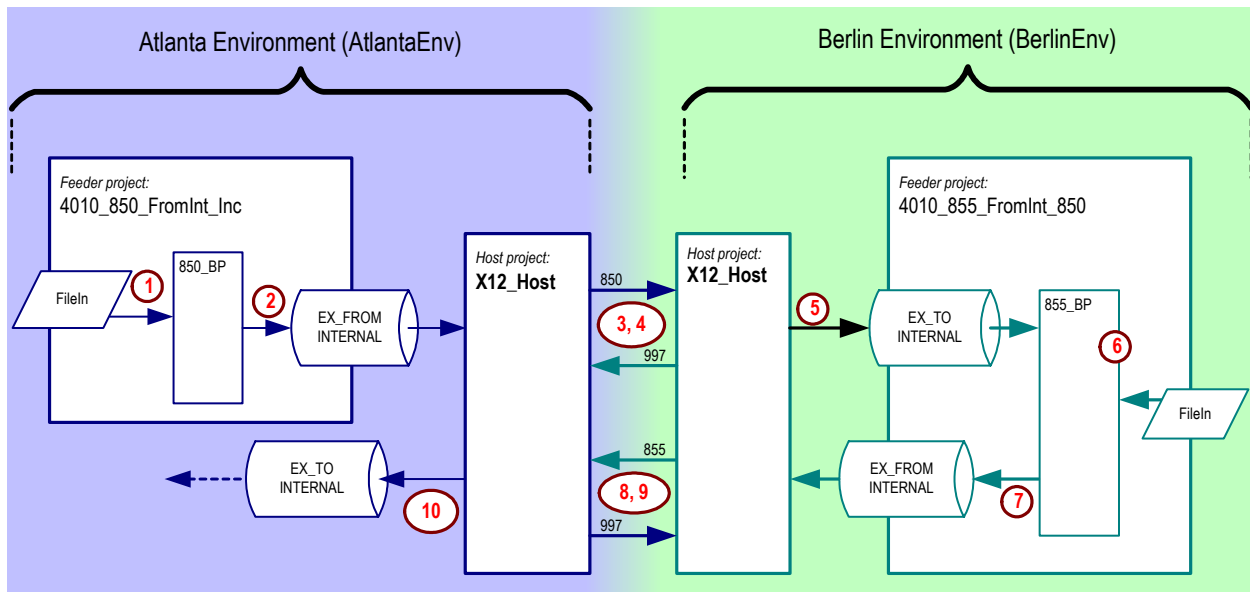 Atlanta Environment (AtlantaEnv)
Berlin Environment (BerlinEnv)
Feeder project:
4010_850_FromInt_Inc
FileIn
1
850_BP
2
EX_FROM
INTERNAL
Host project:
X12_Host
850
3, 4
997
855
8, 9
997
EX_TO
INTERNAL
10
Host project:
X12_Host
5
Feeder project:
4010_855_FromInt_850
EX_TO
INTERNAL
855_BP
6
FileIn
EX_FROM
INTERNAL
7